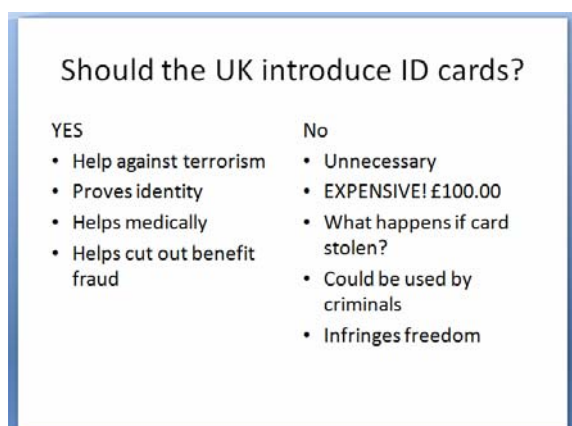 Should the UK introduce ID cards?
YES
• Help against terrorism
• Proves identity
• Helps medically
• Helps cut out benefit
fraud
No
• Unnecessary
• EXPENSIVE! £100.00
• What happens if card
stolen?
• Could be used by
criminals
• Infringes freedom